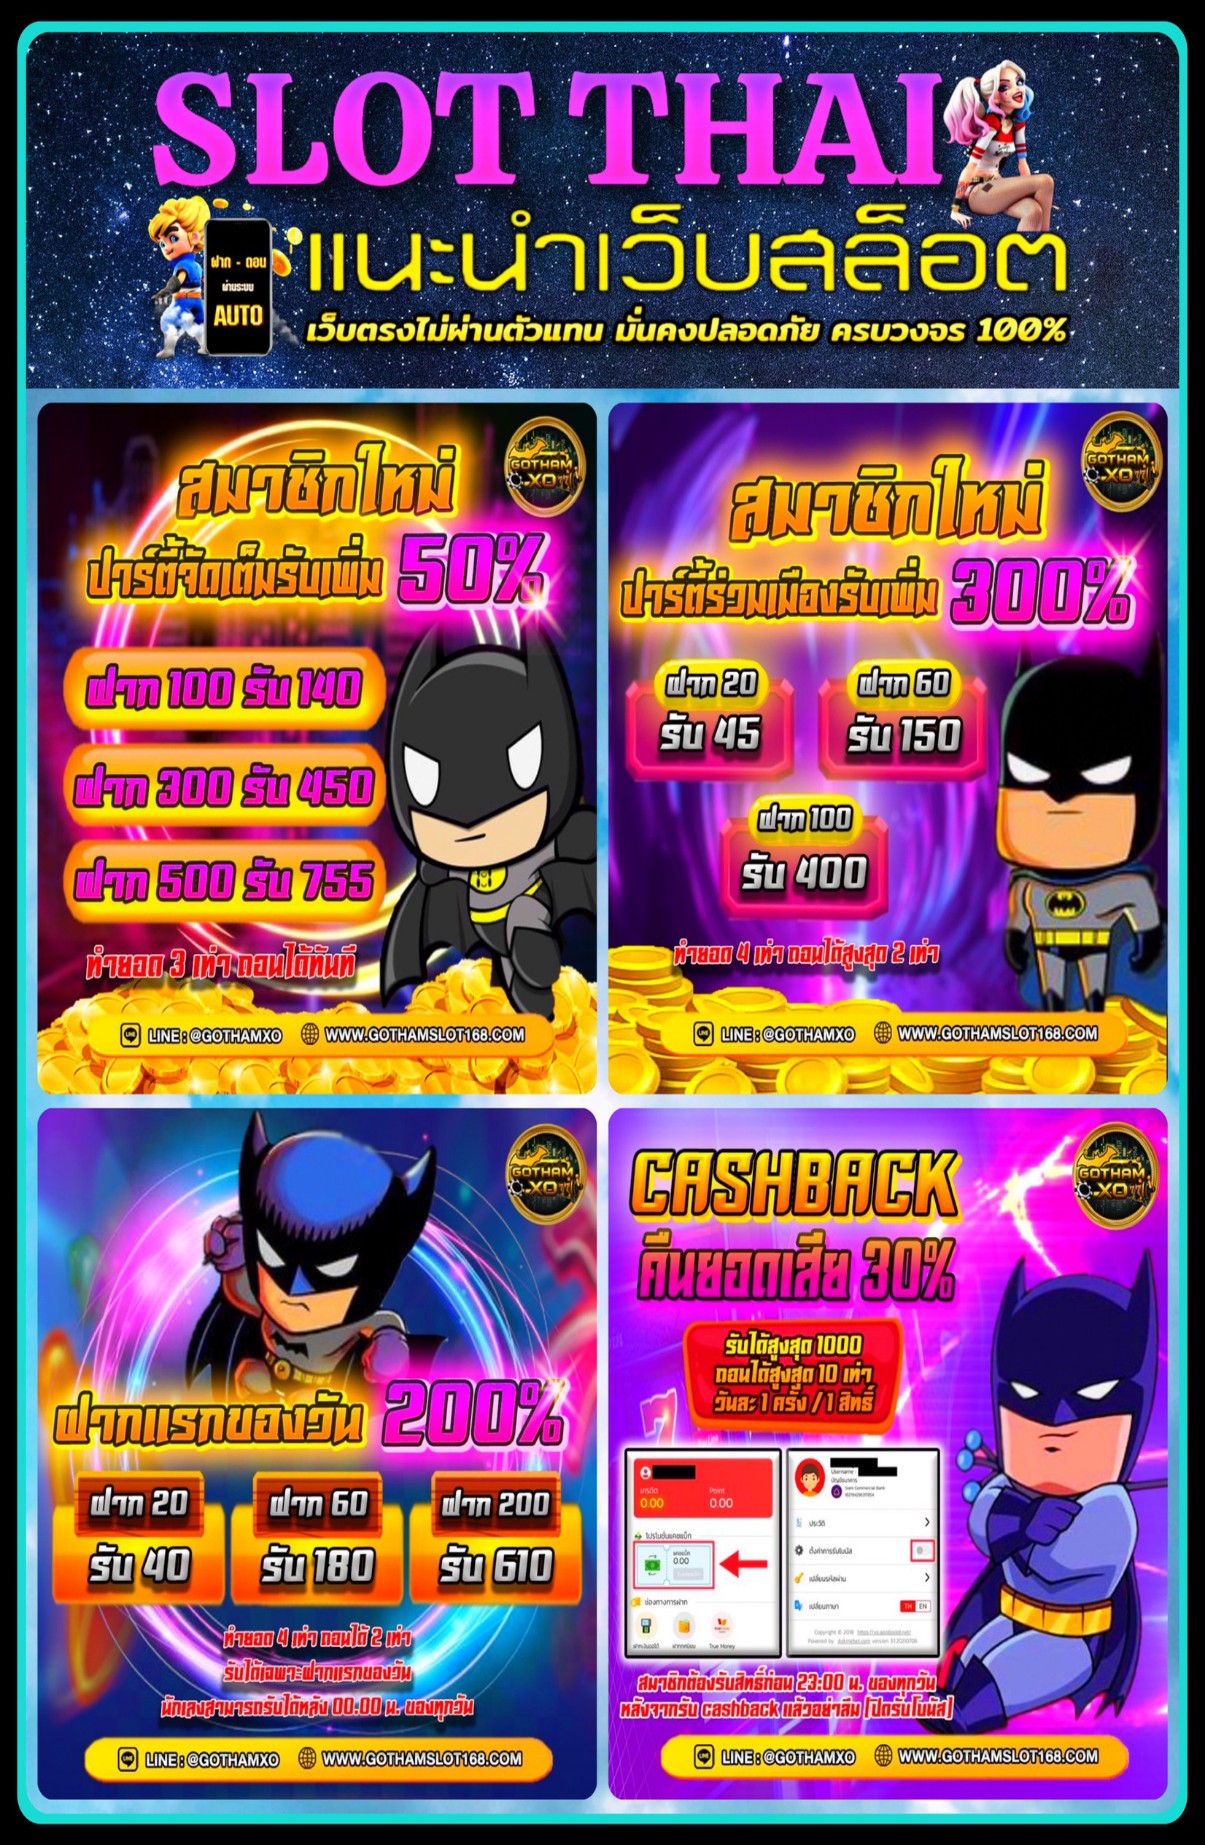 SLOT THAI
แนะนำเว็บสล็อต
ฝาก - ถอน
ผ่านระบบ
AUTO
เว็บตรงไม่ผ่านตัวแทน มั่นคงปลอดภัย ครบวงจร 100%
GOTHAM
XO
สมาชิกใหม่
ปาร์ตี้จัดเต็มรับเพิ่ม 50%
ฝาก 100 รับ 140
ฝาก 300 รับ 450
ฝาก 500 รับ 755
ทำยอด 3 เท่า ถอนได้ทันที
LINE : @GOTHAMXO WWW.GOTHAMSLOT168.COM
GOTHAM
XO
สมาชิกใหม่
ปาร์ตี้ร่วมเมืองรับเพิ่ม 300%
ฝาก 20
รับ 45
ฝาก 60
รับ 150
ฝาก 100
รับ 400
ทำยอด 4 เท่า ถอนได้สูงสุด 2 เท่า
LINE : @GOTHAMXO WWW.GOTHAMSLOT168.COM
GOTHAM
XO
ฝากแรกของวัน 200%
ฝาก 20
รับ 40
ฝาก 60
รับ 180
ฝาก 200
รับ 610
ทำยอด 4 เท่า ถอนได้ 2 เท่า
รับได้เฉพาะฝากแรกของวัน
นักเลงสามารถรับได้หลัง 00.00 น. ของทุกวัน
LINE : @GOTHAMXO WWW.GOTHAMSLOT168.COM
GOTHAM
XO
CASHBACK
คืนยอดเสีย 30%
รับได้สูงสุด 1000
ถอนได้สูงสุด 10 เท่า
วันละ 1 ครั้ง / 1 สิทธิ์
เครดิต
0.00
Point
0.00
โปรโมชั่นแคชแบ็ก
แคชแบ็ก
0.00
ช่องทางการฝาก
True Money
Username
บัญชีธนาคาร
Siam Commercial Bank
ประวัติ
ตั้งค่าการรับโบนัส
เปลี่ยนรหัสผ่าน
เปลี่ยนภาษา
TH EN
สมาชิกต้องรับสิทธิ์ก่อน 23:00 น. ของทุกวัน
หลังจากรับ cashback แล้วอย่าลืม [ปิดรับโบนัส]
LINE : @GOTHAMXO WWW.GOTHAMSLOT168.COM